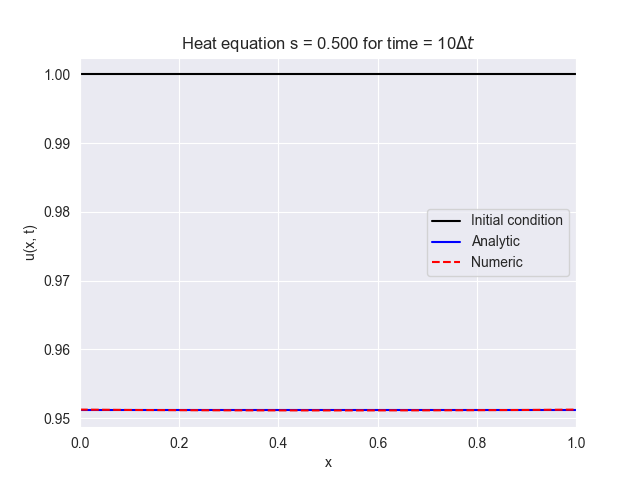 Heat equation s = 0.500 for time = 10Δt
1.00
0.99
0.98
0.97
0.96
0.95
u(x, t)
Initial condition
Analytic
Numeric
0.0 0.2 0.4 0.6 0.8 1.0
x